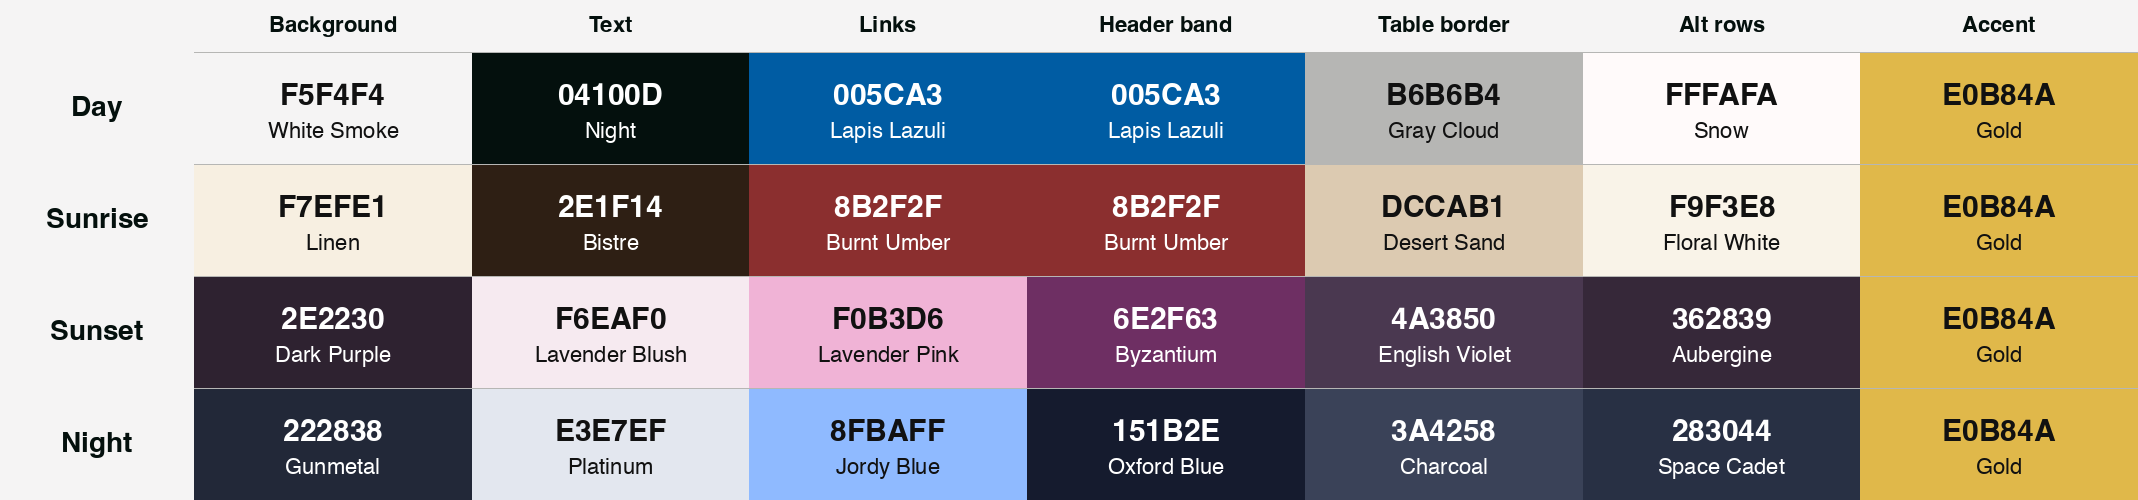 Background Text Links Header band Table border Alt rows Accent
Day F5F4F4 04100D 005CA3 005CA3 B6B6B4 FFFAFA E0B84A
White Smoke Night Lapis Lazuli Lapis Lazuli Gray Cloud Snow Gold
Sunrise F7EFE1 2E1F14 8B2F2F 8B2F2F DCCAB1 F9F3E8 E0B84A
Linen Bistre Burnt Umber Burnt Umber Desert Sand Floral White Gold
Sunset 2E2230 F6EAF0 F0B3D6 6E2F63 4A3850 362839 E0B84A
Dark Purple Lavender Blush Lavender Pink Byzantium English Violet Aubergine Gold
Night 222838 E3E7EF 8FBAFF 151B2E 3A4258 283044 E0B84A
Gunmetal Platinum Jordy Blue Oxford Blue Charcoal Space Cadet Gold